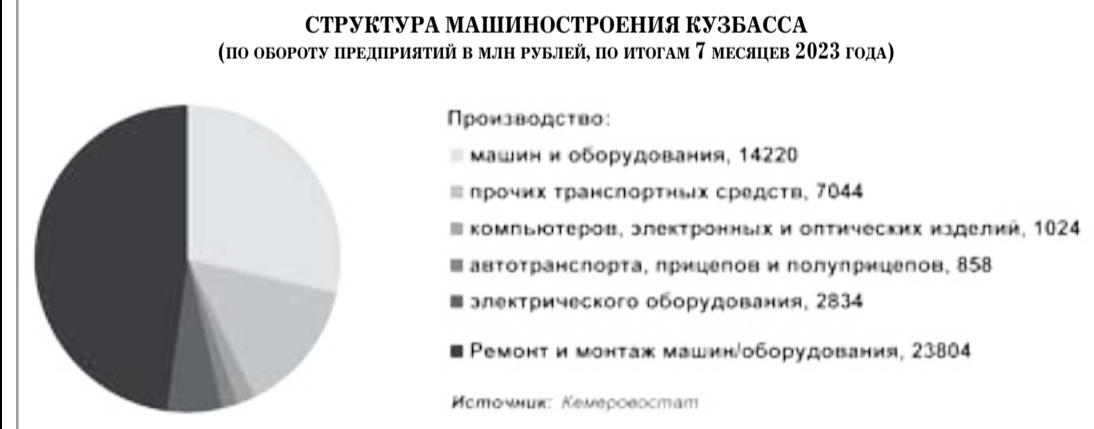 СТРУКТУРА МАШИНОСТРОЕНИЯ КУЗБАССА
(ПО ОБОРОТУ ПРЕДПРИЯТИЙ В МЛН РУБЛЕЙ, ПО ИТОГАМ 7 МЕСЯЦЕВ 2023 ГОДА)
Производство:
машин и оборудования, 14220
прочих транспортных средств, 7044
компьютеров, электронных и оптических изделий, 1024
автотранспорта, прицепов и полуприцепов, 858
электрического оборудования, 2834
Ремонт и монтаж машин/оборудования, 23804
Источник: Кемеровостат